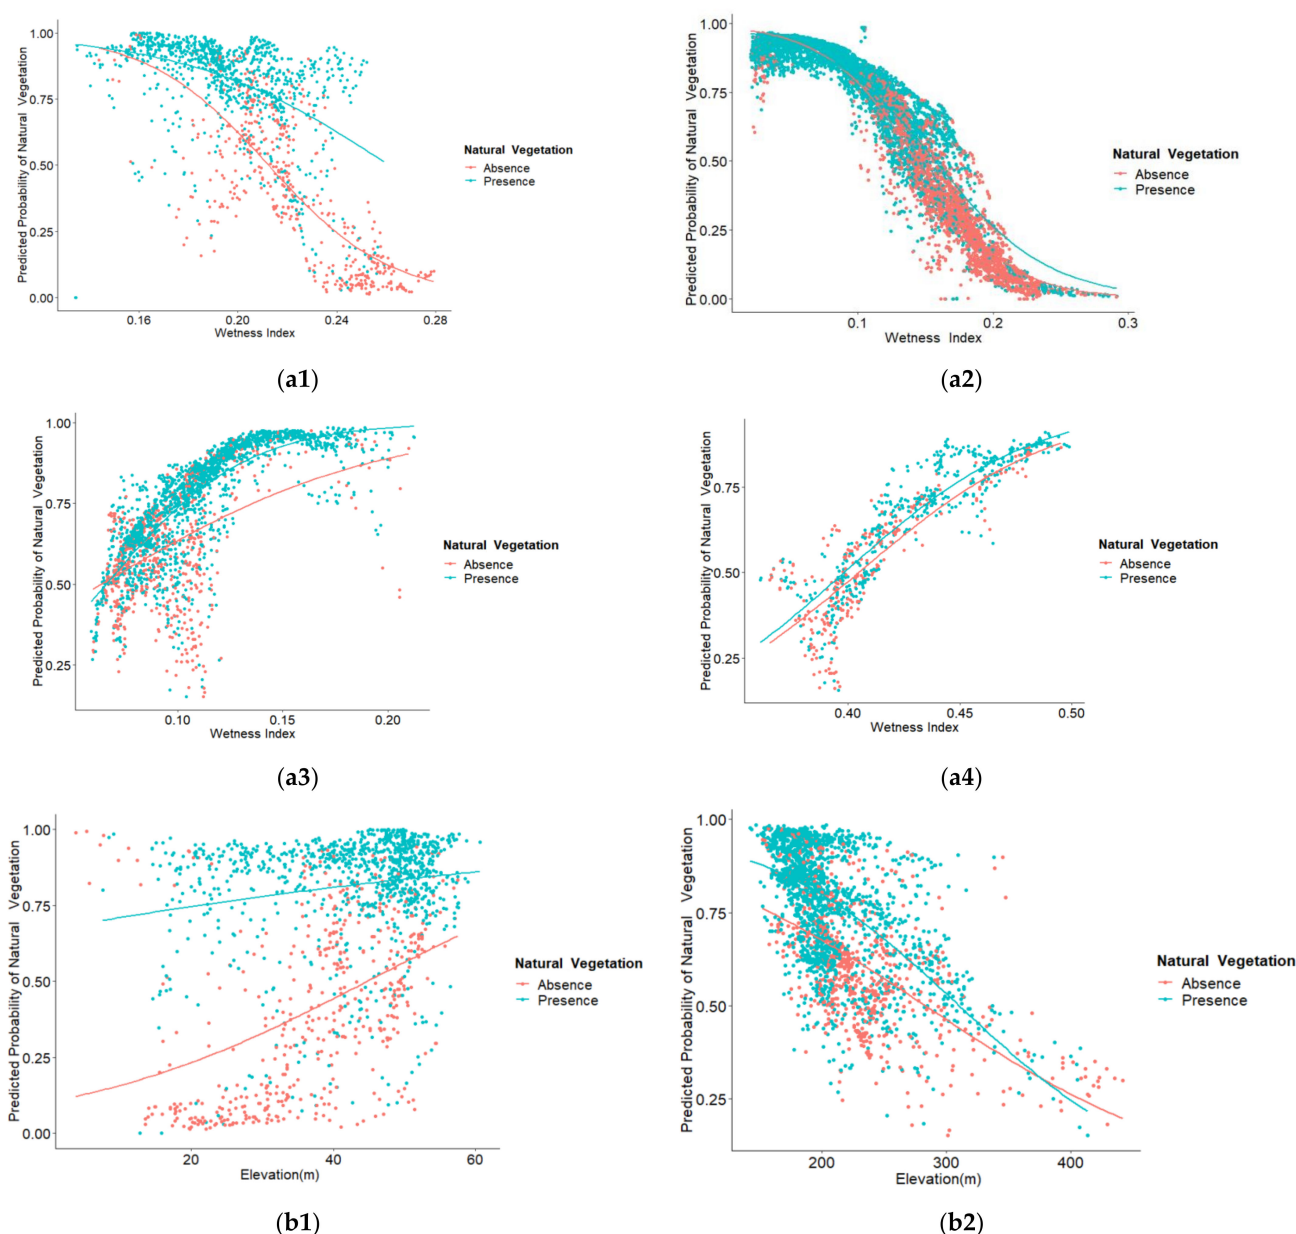 Predicted Probability of Natural Vegetation
1.00
0.75
0.50
0.25
0.00
0.16 0.20 0.24 0.28
Wetness Index
Natural Vegetation
Absence
Presence
(a1)
Predicted Probability of Natural Vegetation
1.00
0.75
0.50
0.25
0.00
0.1 0.2 0.3
Wetness Index
Natural Vegetation
Absence
Presence
(a2)
Predicted Probability of Natural Vegetation
1.00
0.75
0.50
0.25
0.10 0.15 0.20
Wetness Index
Natural Vegetation
Absence
Presence
(a3)
Predicted Probability of Natural Vegetation
0.75
0.50
0.25
0.40 0.45 0.50
Wetness Index
Natural Vegetation
Absence
Presence
(a4)
Predicted Probability of Natural Vegetation
1.00
0.75
0.50
0.25
0.00
20 40 60
Elevation(m)
Natural Vegetation
Absence
Presence
(b1)
Predicted Probability of Natural Vegetation
1.00
0.75
0.50
0.25
200 300 400
Elevation(m)
Natural Vegetation
Absence
Presence
(b2)